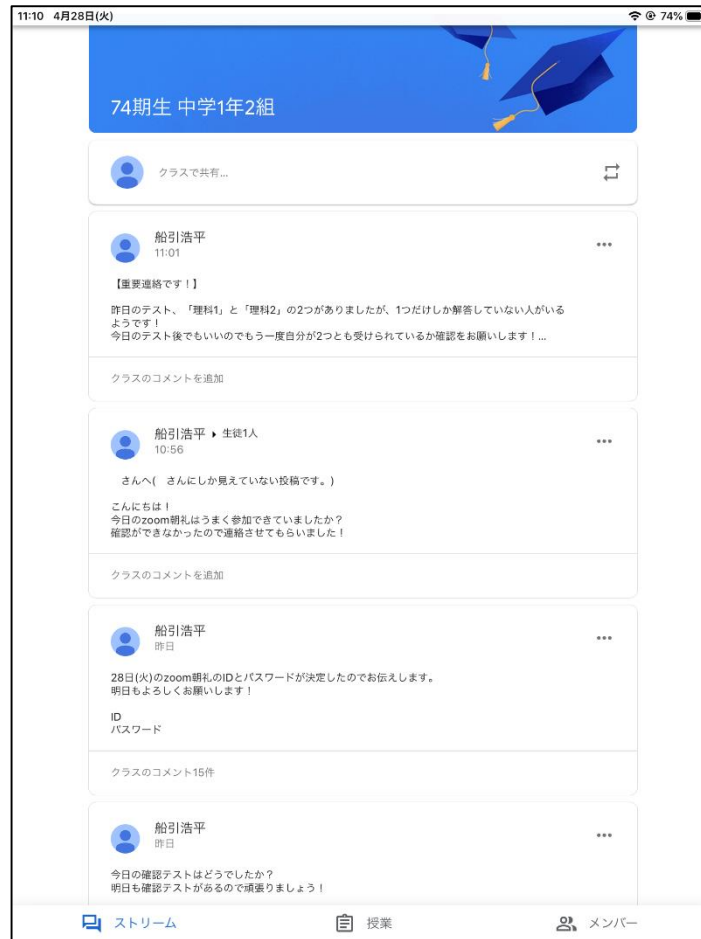 11:10 4月28日(火)
74%
74期生 中学1年2組
クラスで共有...
船引浩平
11:01
【重要連絡です！】
昨日のテスト、「理科1」と「理科2」の2つがありましたが、1つだけしか解答していない人がいる
ようです！
今日のテスト後でもいいのでもう一度自分が2つとも受けられているか確認をお願いします！...
クラスのコメントを追加
船引浩平 ▸ 生徒1人
10:56
さんへ( さんにしか見えていない投稿です。)
こんにちは！
今日のzoom朝礼はうまく参加できていましたか？
確認ができなかったので連絡させてもらいました！
クラスのコメントを追加
船引浩平
昨日
28日(火)のzoom朝礼のIDとパスワードが決定したのでお伝えします。
明日もよろしくお願いします！
ID
パスワード
クラスのコメント15件
船引浩平
昨日
今日の確認テストはどうでしたか？
明日も確認テストがあるので頑張りましょう！
ストリーム 授業 メンバー